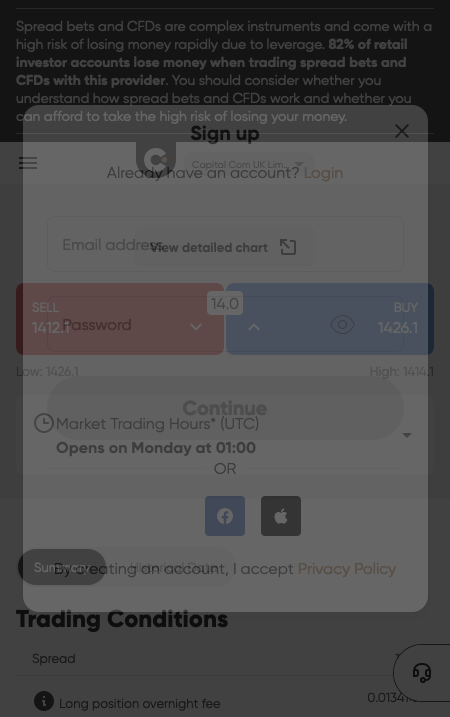 Spread bets and CFDs are complex instruments and come with a
high risk of losing money rapidly due to leverage. 82% of retail
investor accounts lose money when trading spread bets and
CFDs with this provider. You should consider whether you
understand how spread bets and CFDs work and whether you
can afford to take the high risk of losing your money.
Sign up
Capital Com UK Lim...
Already have an account? Login
Email address
View detailed chart
SELL
14.0
BUY
1412.1
Password
1426.1
Low: 1426.1
High: 1414.1
Continue
Market Trading Hours* (UTC)
Opens on Monday at 01:00
OR
Summary
Historical Data
By creating an account, I accept Privacy Policy
Trading Conditions
Spread
Long position overnight fee